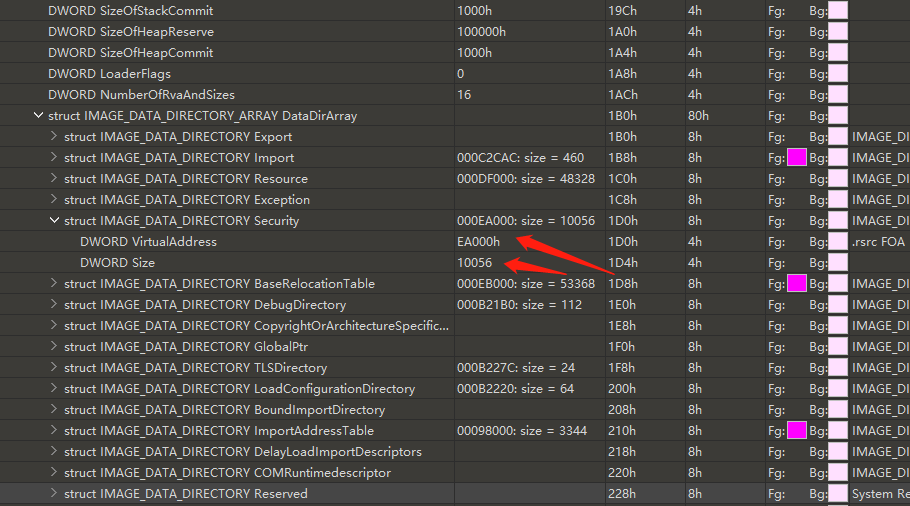 DWORD SizeOfStackCommit 1000h 19Ch 4h Fg: Bg:
DWORD SizeOfHeapReserve 100000h 1A0h 4h Fg: Bg:
DWORD SizeOfHeapCommit 1000h 1A4h 4h Fg: Bg:
DWORD LoaderFlags 0 1A8h 4h Fg: Bg:
DWORD NumberOfRvaAndSizes 16 1ACh 4h Fg: Bg:
struct IMAGE_DATA_DIRECTORY_ARRAY DataDirArray 1B0h 80h Fg: Bg:
struct IMAGE_DATA_DIRECTORY Export 1B0h 8h Fg: Bg: IMAGE_DI
struct IMAGE_DATA_DIRECTORY Import 000C2CAC: size = 460 1B8h 8h Fg: Bg: IMAGE_DI
struct IMAGE_DATA_DIRECTORY Resource 000DF000: size = 48328 1C0h 8h Fg: Bg: IMAGE_DI
struct IMAGE_DATA_DIRECTORY Exception 1C8h 8h Fg: Bg: IMAGE_DI
struct IMAGE_DATA_DIRECTORY Security 000EA000: size = 10056 1D0h 8h Fg: Bg: IMAGE_DI
DWORD VirtualAddress EA000h 1D0h 4h Fg: Bg: .rsrc FOA
DWORD Size 10056 1D4h 4h Fg: Bg:
struct IMAGE_DATA_DIRECTORY BaseRelocationTable 000EB000: size = 53368 1D8h 8h Fg: Bg: IMAGE_DI
struct IMAGE_DATA_DIRECTORY DebugDirectory 000B21B0: size = 112 1E0h 8h Fg: Bg: IMAGE_DI
struct IMAGE_DATA_DIRECTORY CopyrightOrArchitectureSpecific... 1E8h 8h Fg: Bg: IMAGE_DI
struct IMAGE_DATA_DIRECTORY GlobalPtr 1F0h 8h Fg: Bg: IMAGE_DI
struct IMAGE_DATA_DIRECTORY TLSDirectory 000B227C: size = 24 1F8h 8h Fg: Bg: IMAGE_DI
struct IMAGE_DATA_DIRECTORY LoadConfigurationDirectory 000B2220: size = 64 200h 8h Fg: Bg: IMAGE_DI
struct IMAGE_DATA_DIRECTORY BoundImportDirectory 208h 8h Fg: Bg: IMAGE_DI
struct IMAGE_DATA_DIRECTORY ImportAddressTable 00098000: size = 3344 210h 8h Fg: Bg: IMAGE_DI
struct IMAGE_DATA_DIRECTORY DelayLoadImportDescriptors 218h 8h Fg: Bg: IMAGE_DI
struct IMAGE_DATA_DIRECTORY COMRuntimedescriptor 220h 8h Fg: Bg: IMAGE_DI
struct IMAGE_DATA_DIRECTORY Reserved 228h 8h Fg: Bg: System Re